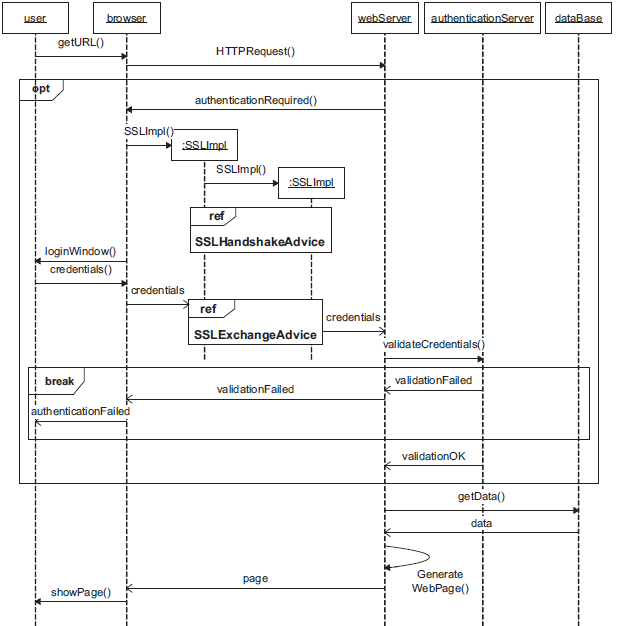 user
browser
webServer
authenticationServer
dataBase
getURL()
HTTPRequest()
opt
authenticationRequired()
SSLImpl()
:SSLImpl
SSLImpl()
:SSLImpl
ref
SSLHandshakeAdvice
loginWindow()
credentials()
credentials
ref
SSLExchangeAdvice
credentials
validateCredentials()
break
validationFailed
validationFailed
authenticationFailed
validationOK
getData()
data
Generate
WebPage()
page
showPage()